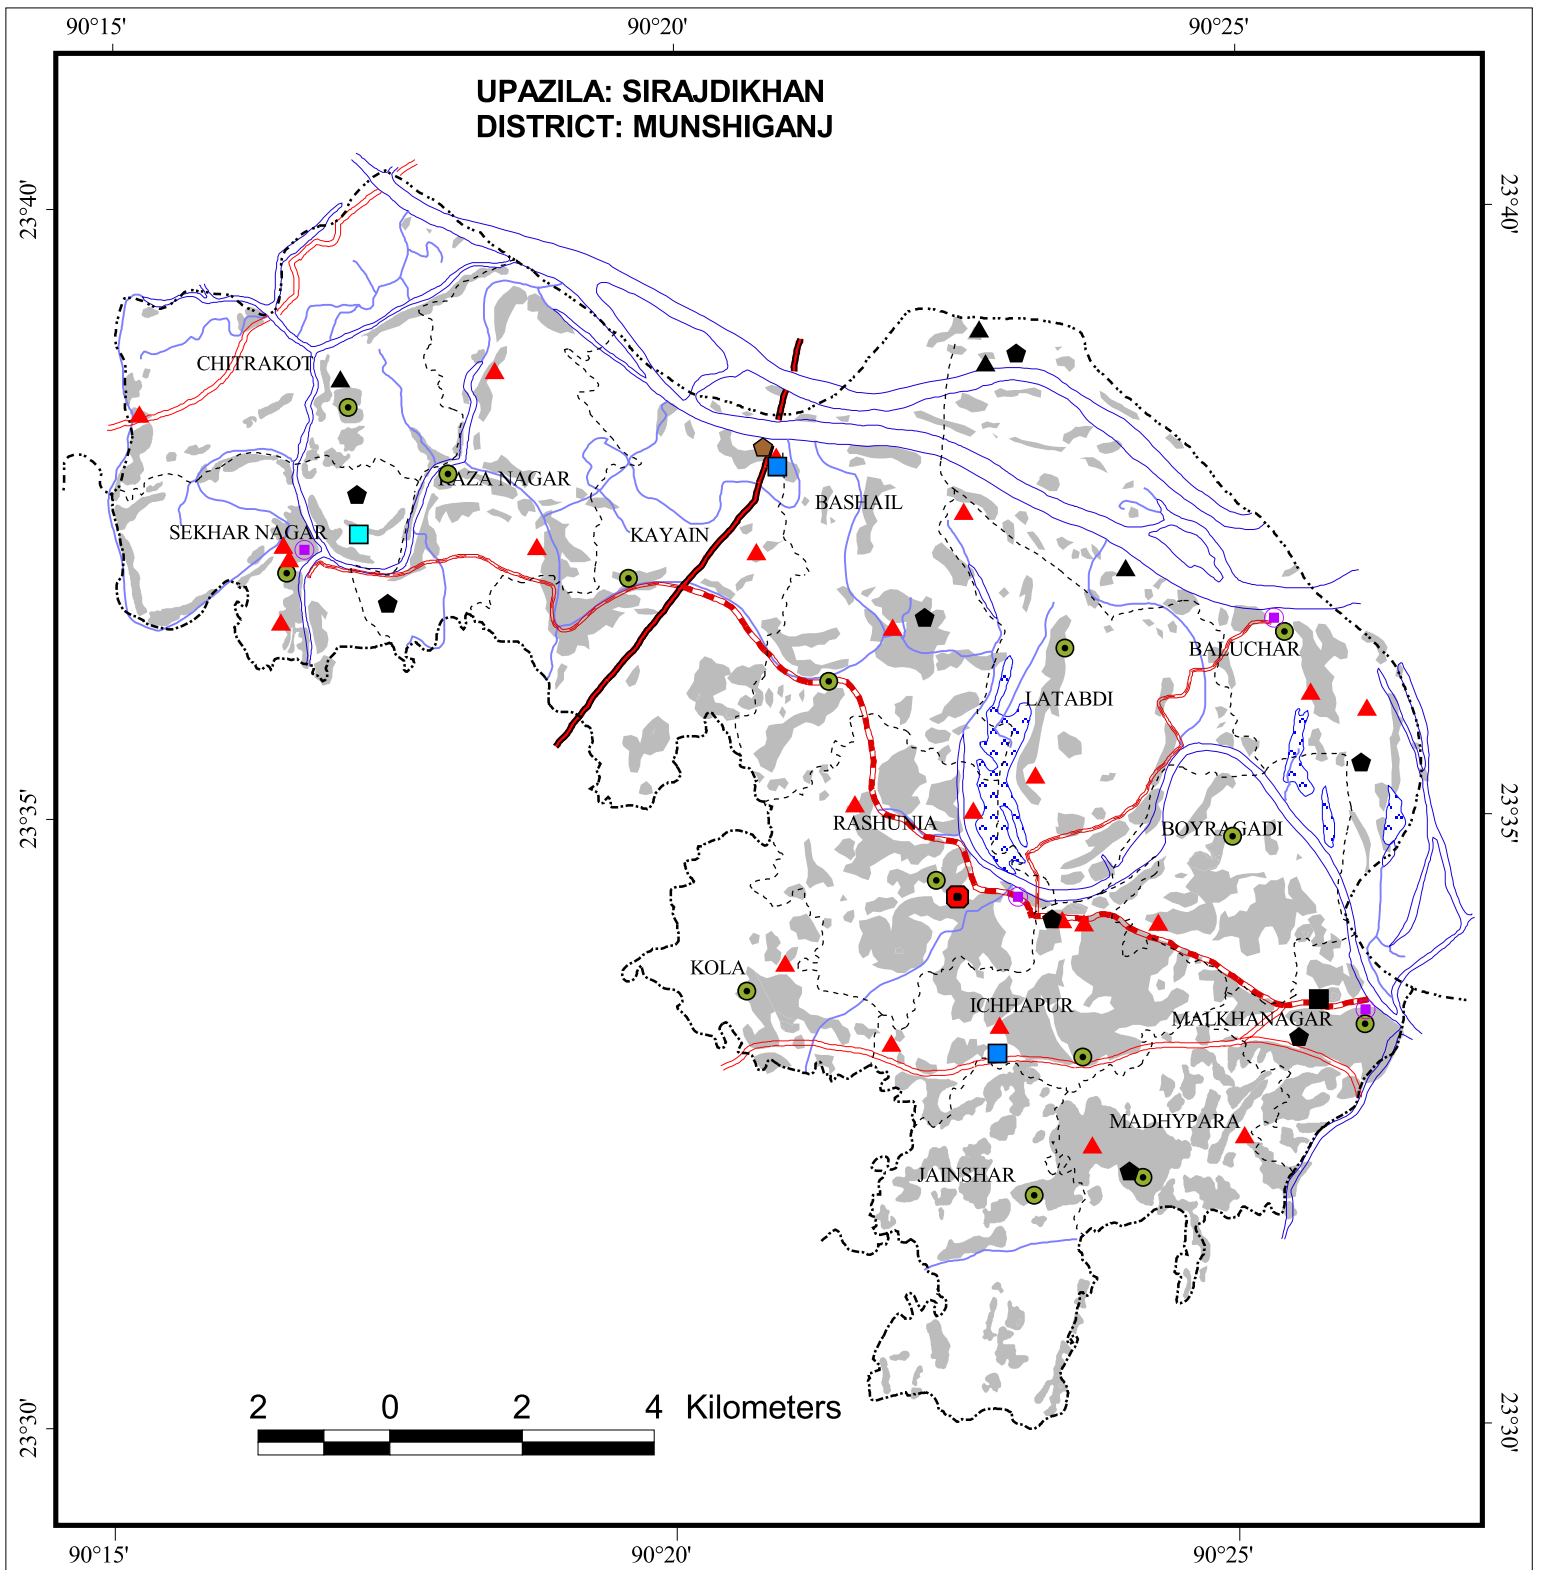 90°15' 90°20' 90°25'
UPAZILA: SIRAJDIKHAN
DISTRICT: MUNSHIGANJ
23°40' 23°40'
CHITRAKOT
RAZA NAGAR
BASHAIL
SEKHAR NAGAR
KAYAIN
BALUCHAR
LATABDI
23°35' 23°35'
RASHUNIA
BOYRAGADI
KOLA
ICHHAPUR
MALKHANAGAR
MADHYPARA
JAINSHAR
2 0 2 4 Kilometers
23°30' 23°30'
90°15' 90°20' 90°25'